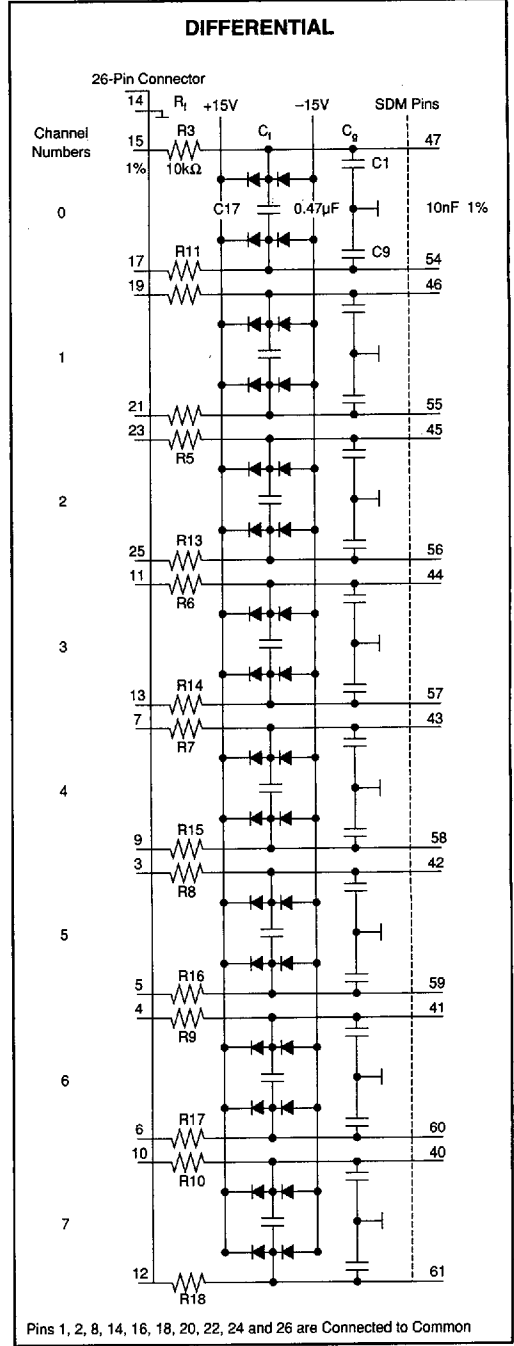 DIFFERENTIAL
26-Pin Connector
14 Rf +15V –15V SDM Pins
Channel
Numbers
15 R3 Cf Cg 47
1% 10kΩ C1
0 C17 0.47µF 10nF 1%
C9
17 R11 54
19 46
1
21 55
23 45
R5
2
R13
25 56
11 44
R6
3
R14
13 57
7 43
R7
4
R15
9 58
3 42
R8
5
R16
5 59
4 41
R9
6
R17
6 60
10 40
R10
7
12 61
R18
Pins 1, 2, 8, 14, 16, 18, 20, 22, 24 and 26 are Connected to Common